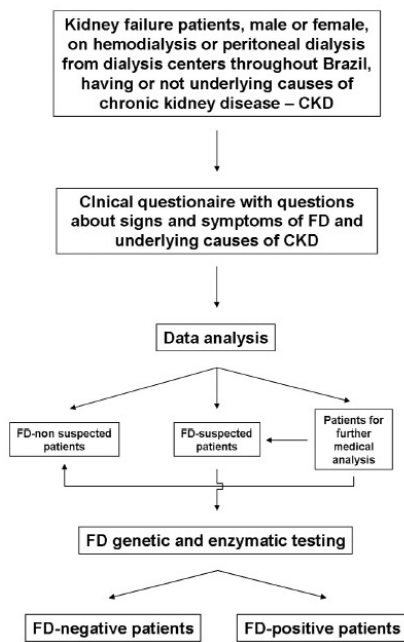 Kidney failure patients, male or female,
on hemodialysis or peritoneal dialysis
from dialysis centers throughout Brazil,
having or not underlying causes of
chronic kidney disease – CKD
Clnical questionaire with questions
about signs and symptoms of FD and
underlying causes of CKD
Data analysis
FD-non suspected
patients
FD-suspected
patients
Patients for
further
medical
analysis
FD genetic and enzymatic testing
FD-negative patients
FD-positive patients